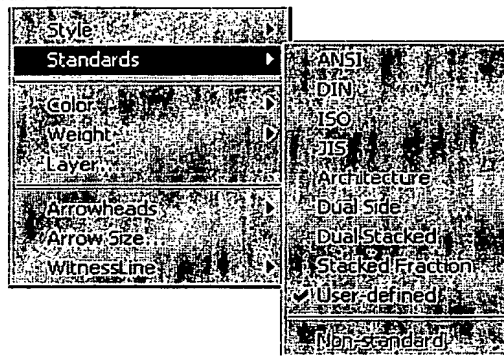 Style
Standards
Color
Weight
Layer...
Arrowheads
Arrow Size...
WitnessLine
ANSI
DIN
ISO
JIS
Architecture
Dual Side
Dual Stacked
Stacked Fraction
User-defined
Non-standard